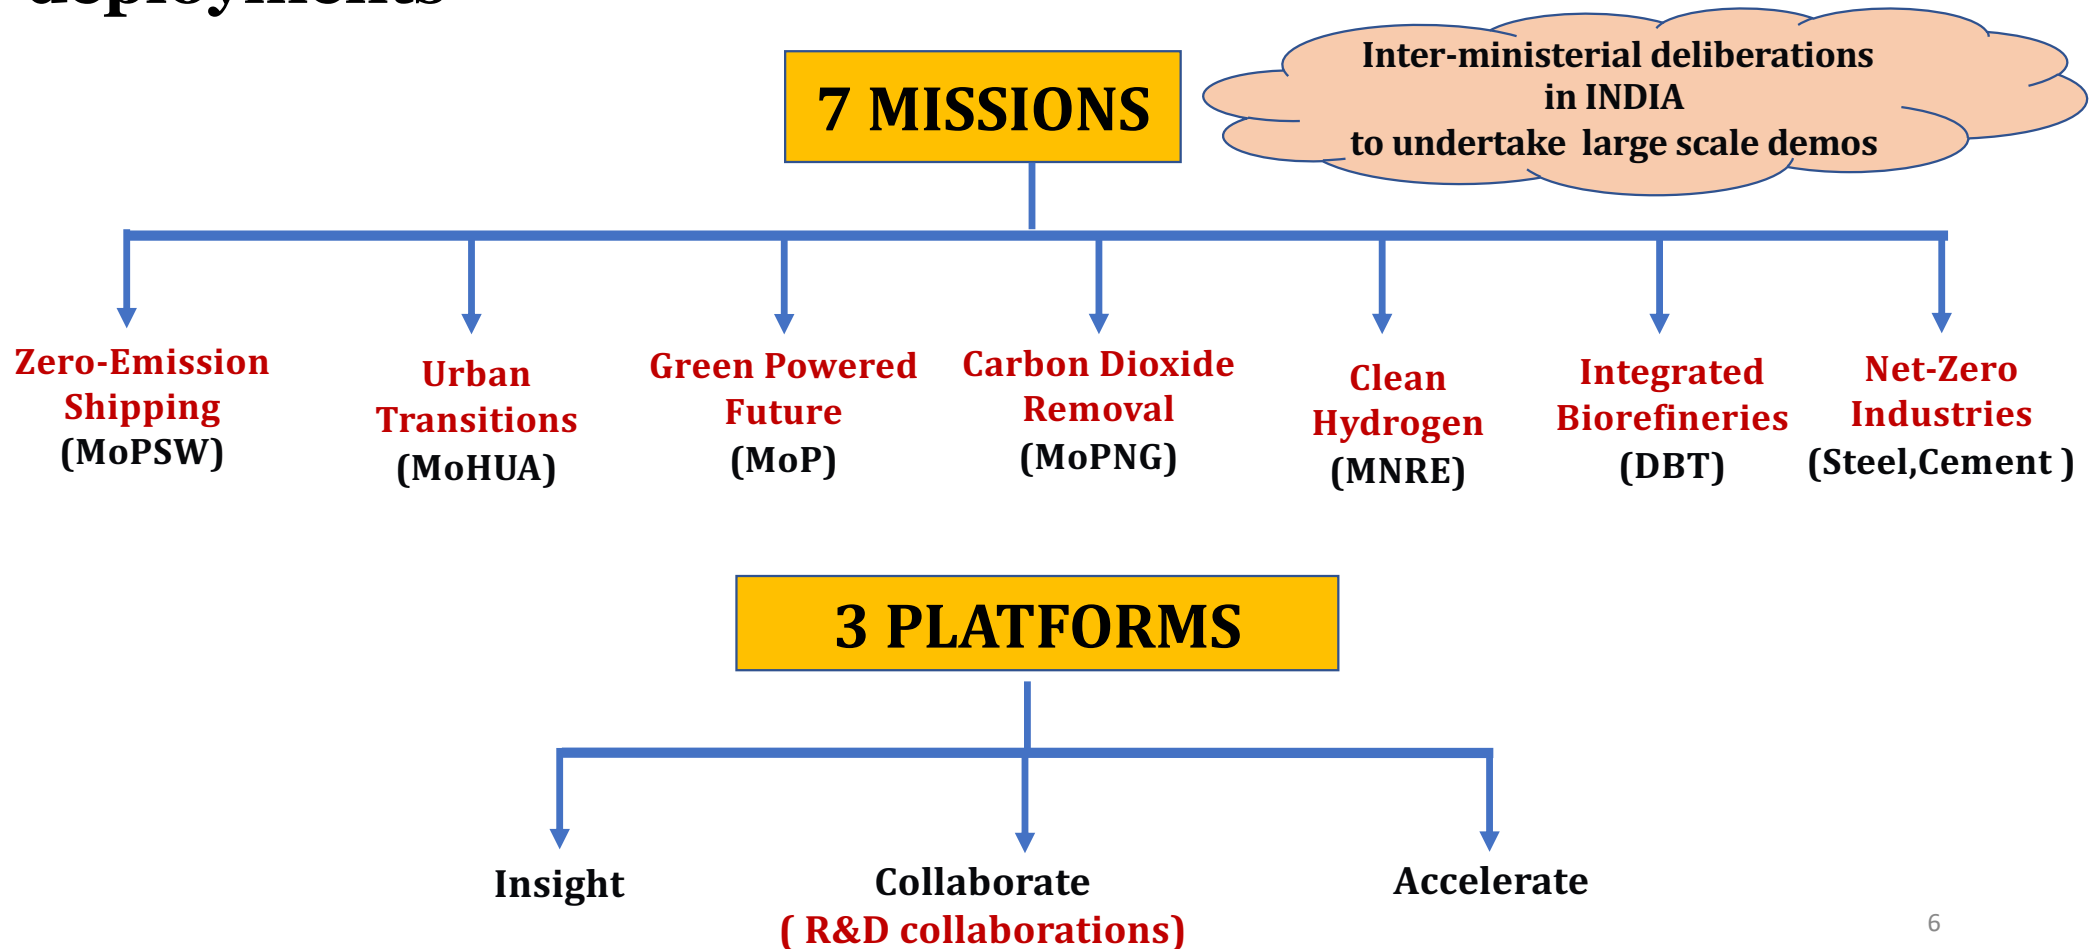 deployments
7 MISSIONS
Inter-ministerial deliberations
in INDIA
to undertake large scale demos
Zero-Emission
Shipping
(MoPSW)
Urban
Transitions
(MoHUA)
Green Powered
Future
(MoP)
Carbon Dioxide
Removal
(MoPNG)
Clean
Hydrogen
(MNRE)
Integrated
Biorefineries
(DBT)
Net-Zero
Industries
(Steel,Cement )
3 PLATFORMS
Insight
Collaborate
( R&D collaborations)
Accelerate
6